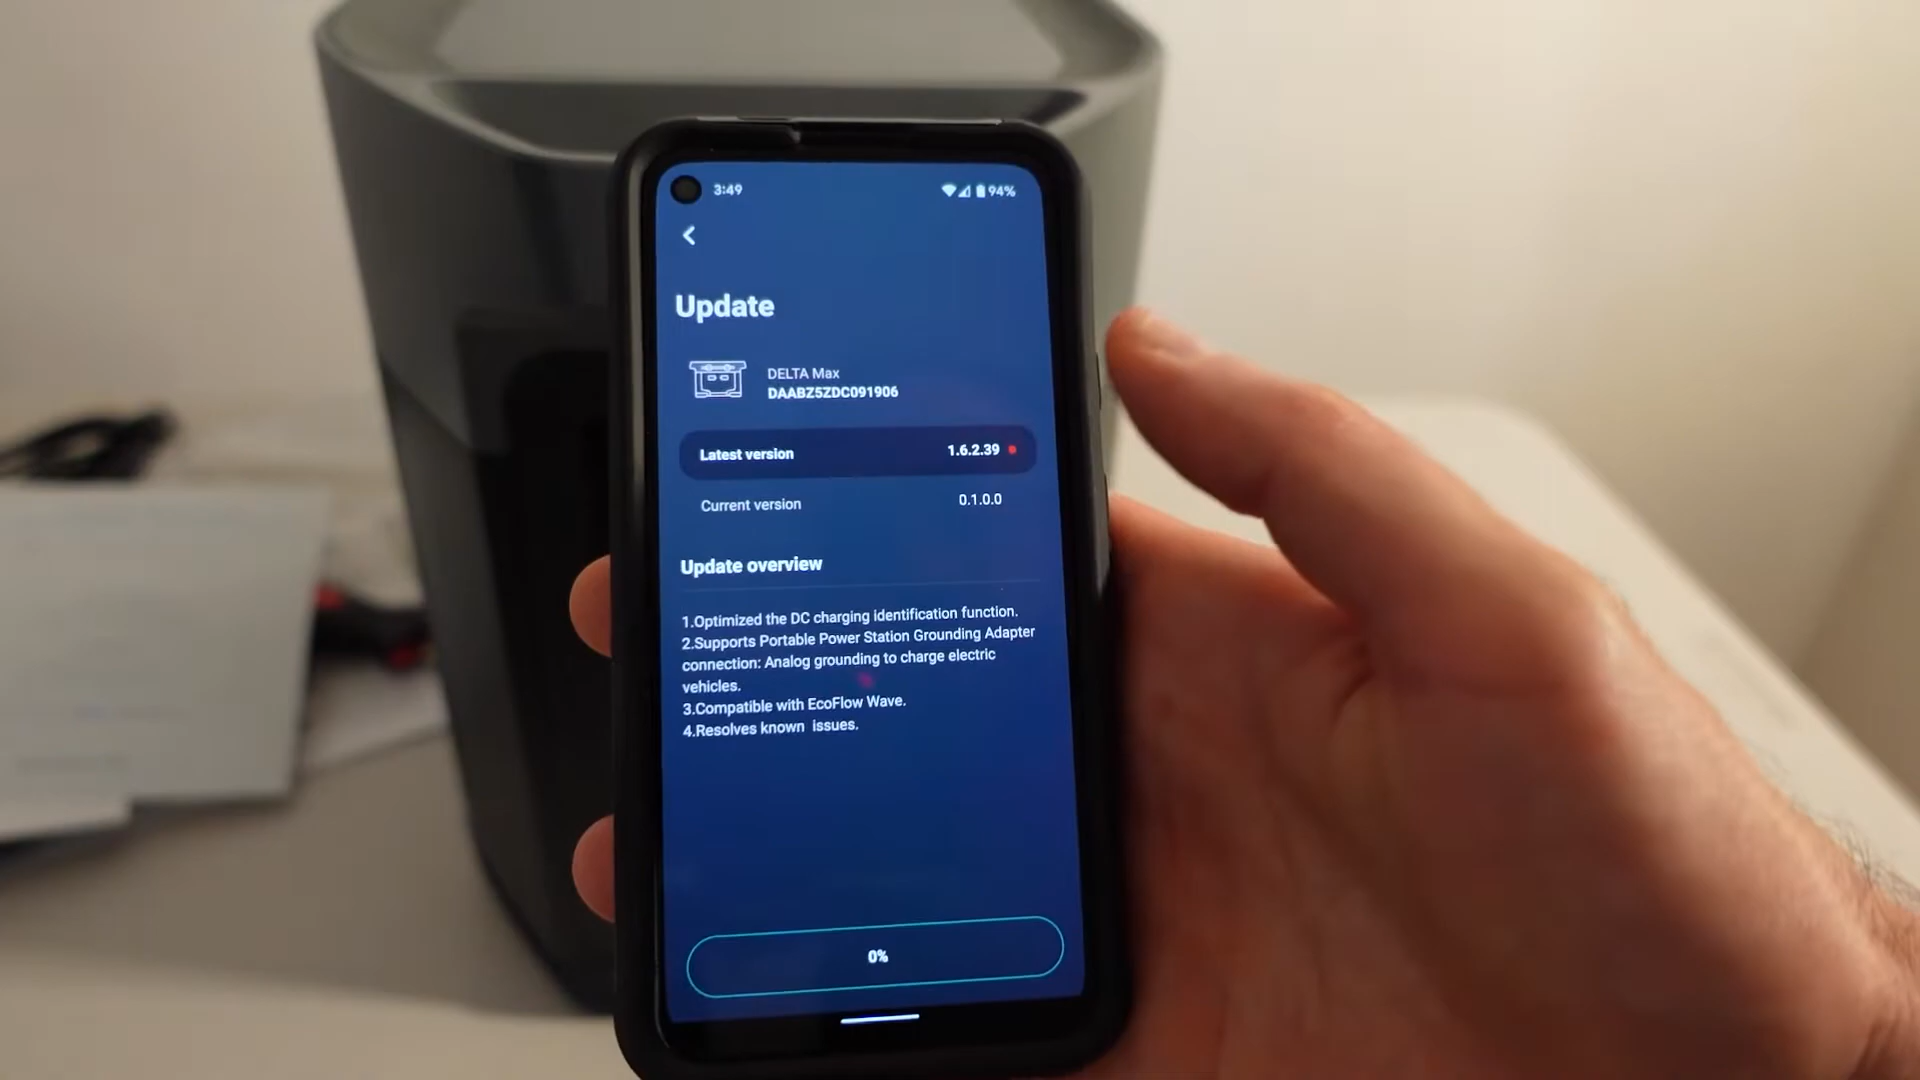 3:49
94%
Update
DELTA Max
DAABZ5ZDC091906
Latest version 1.6.2.39
Current version 0.1.0.0
Update overview
1.Optimized the DC charging identification function.
2.Supports Portable Power Station Grounding Adapter
connection: Analog grounding to charge electric
vehicles.
3.Compatible with EcoFlow Wave.
4.Resolves known issues.
0%